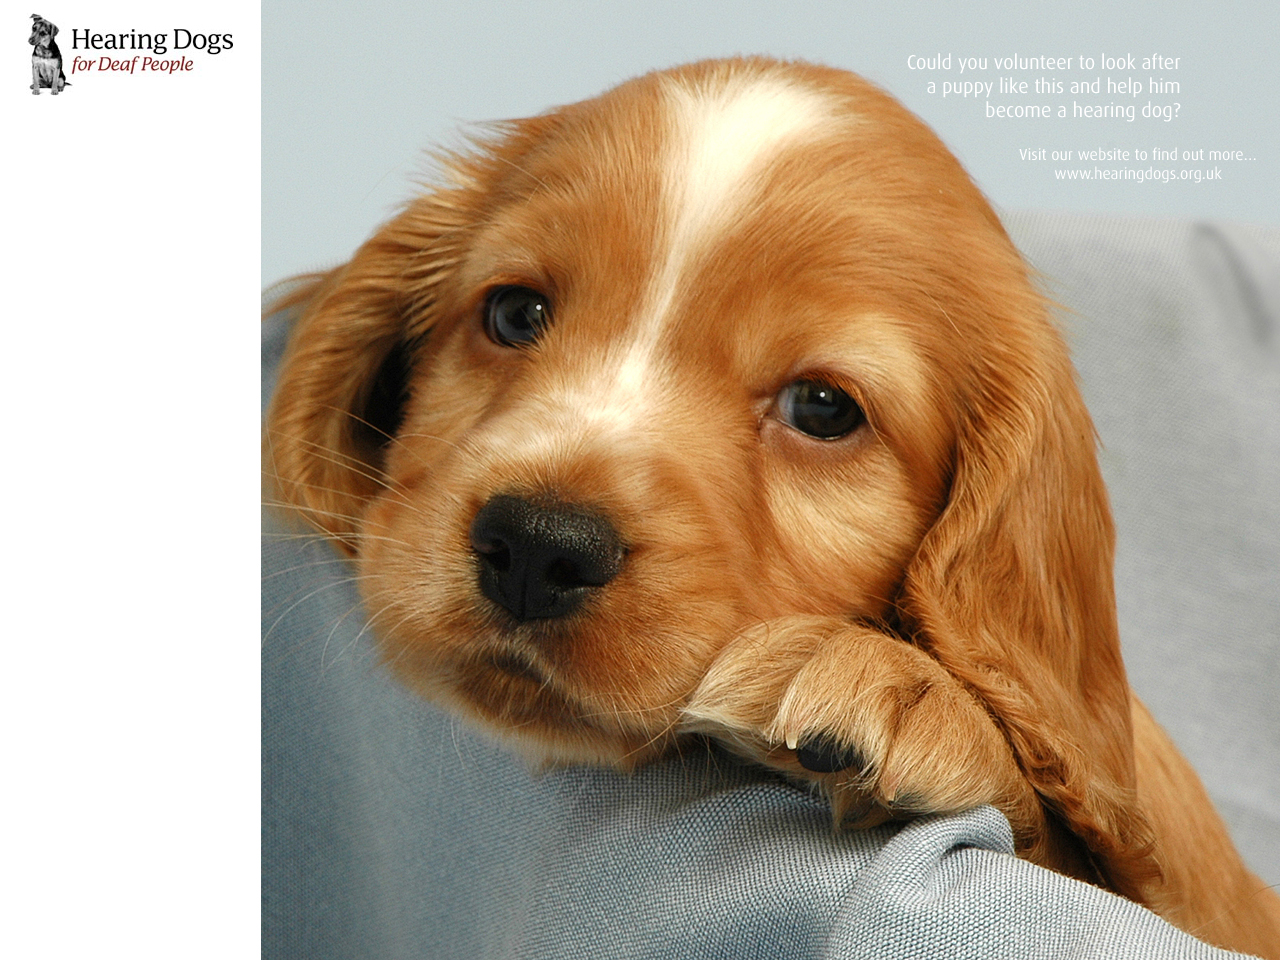 Hearing Dogs
for Deaf People
Could you volunteer to look after
a puppy like this and help him
become a hearing dog?
Visit our website to find out more...
www.hearingdogs.org.uk